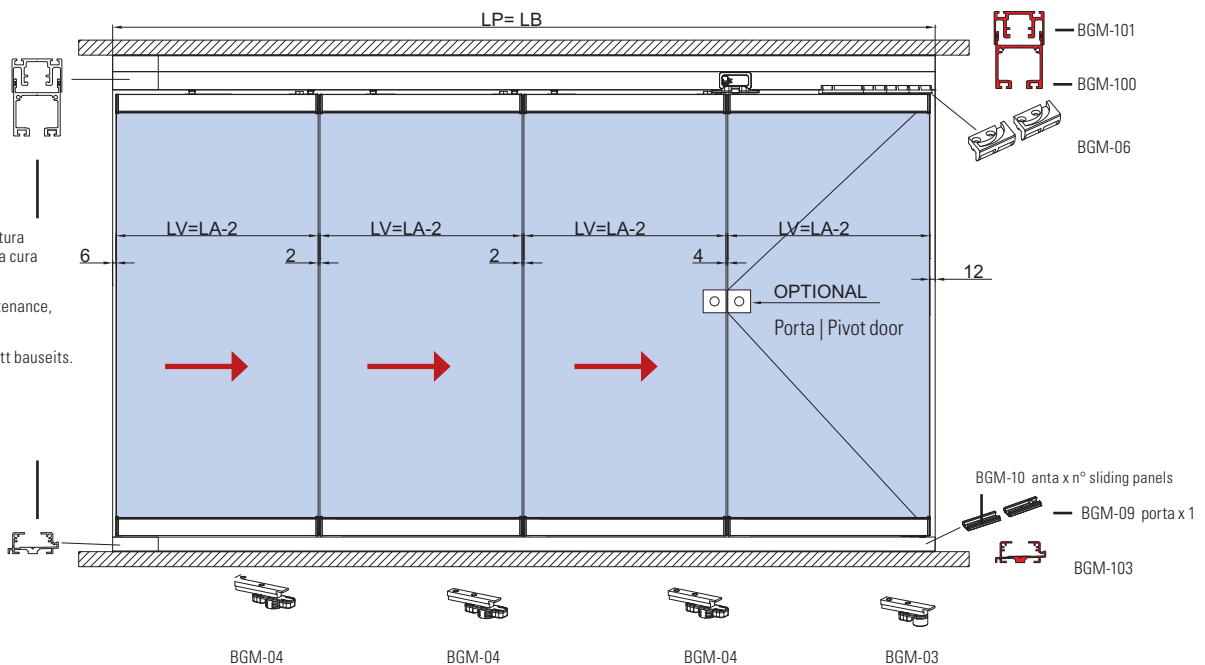 LP= LB
BGM-101
BGM-100
BGM-06
LV=LA-2
LV=LA-2
LV=LA-2
LV=LA-2
tura
a cura
6
2
2
4
12
tenance,
OPTIONAL
Porta | Pivot door
tt bauseits.
BGM-10 anta x n° sliding panels
BGM-09 porta x 1
BGM-103
BGM-04
BGM-04
BGM-04
BGM-03